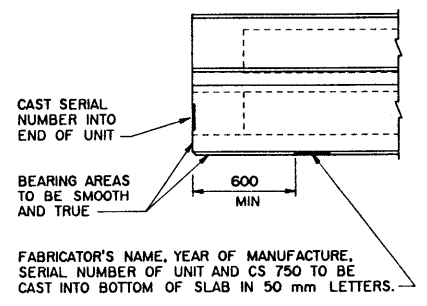 CAST SERIAL
NUMBER INTO
END OF UNIT
BEARING AREAS
TO BE SMOOTH
AND TRUE
600
MIN
FABRICATOR'S NAME, YEAR OF MANUFACTURE,
SERIAL NUMBER OF UNIT AND CS 750 TO BE
CAST INTO BOTTOM OF SLAB IN 50 mm LETTERS.